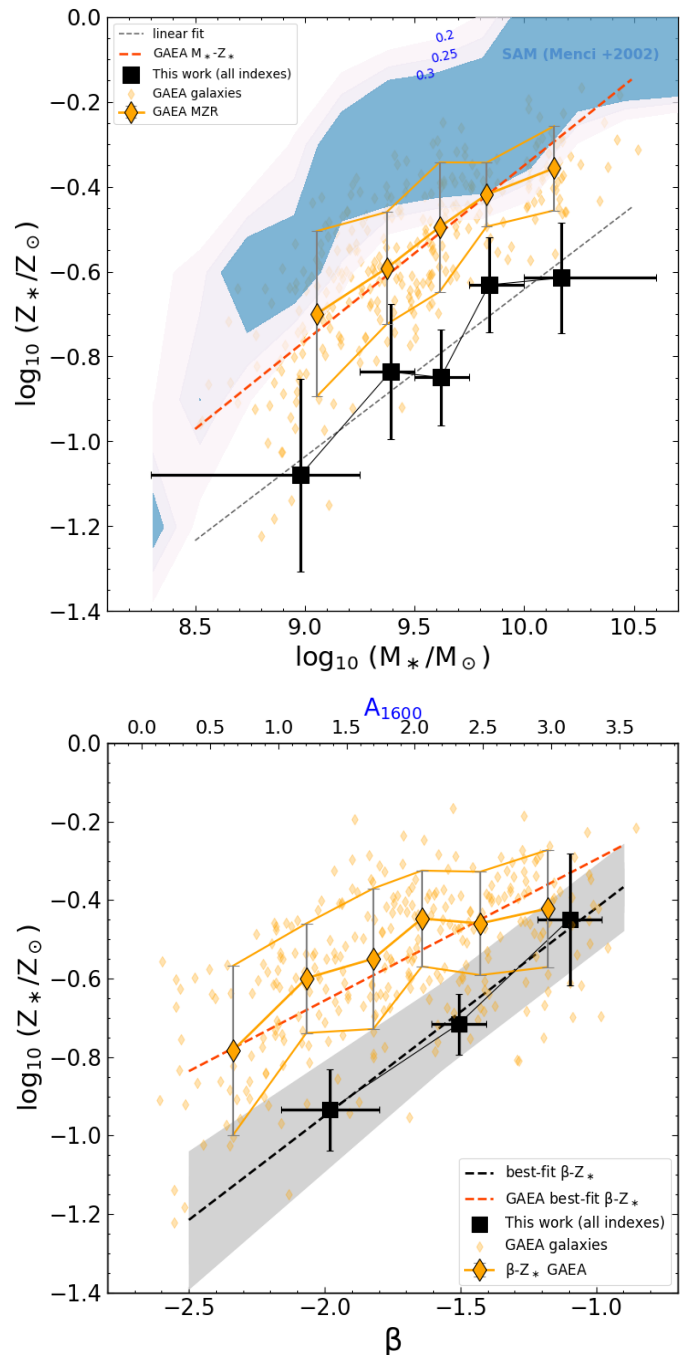 linear fit
GAEA M∗-Z∗
This work (all indexes)
GAEA galaxies
GAEA MZR
0.2
0.25
0.3
SAM (Menci +2002)
0.0
−0.2
−0.4
−0.6
−0.8
−1.0
−1.2
−1.4
log₁₀ (Z∗/Z⊙)
8.5 9.0 9.5 10.0 10.5
log₁₀ (M∗/M⊙)
A₁₆₀₀
0.0 0.5 1.0 1.5 2.0 2.5 3.0 3.5
0.0
−0.2
−0.4
−0.6
−0.8
−1.0
−1.2
−1.4
log₁₀ (Z∗/Z⊙)
best-fit β-Z∗
GAEA best-fit β-Z∗
This work (all indexes)
GAEA galaxies
β-Z∗ GAEA
−2.5 −2.0 −1.5 −1.0
β